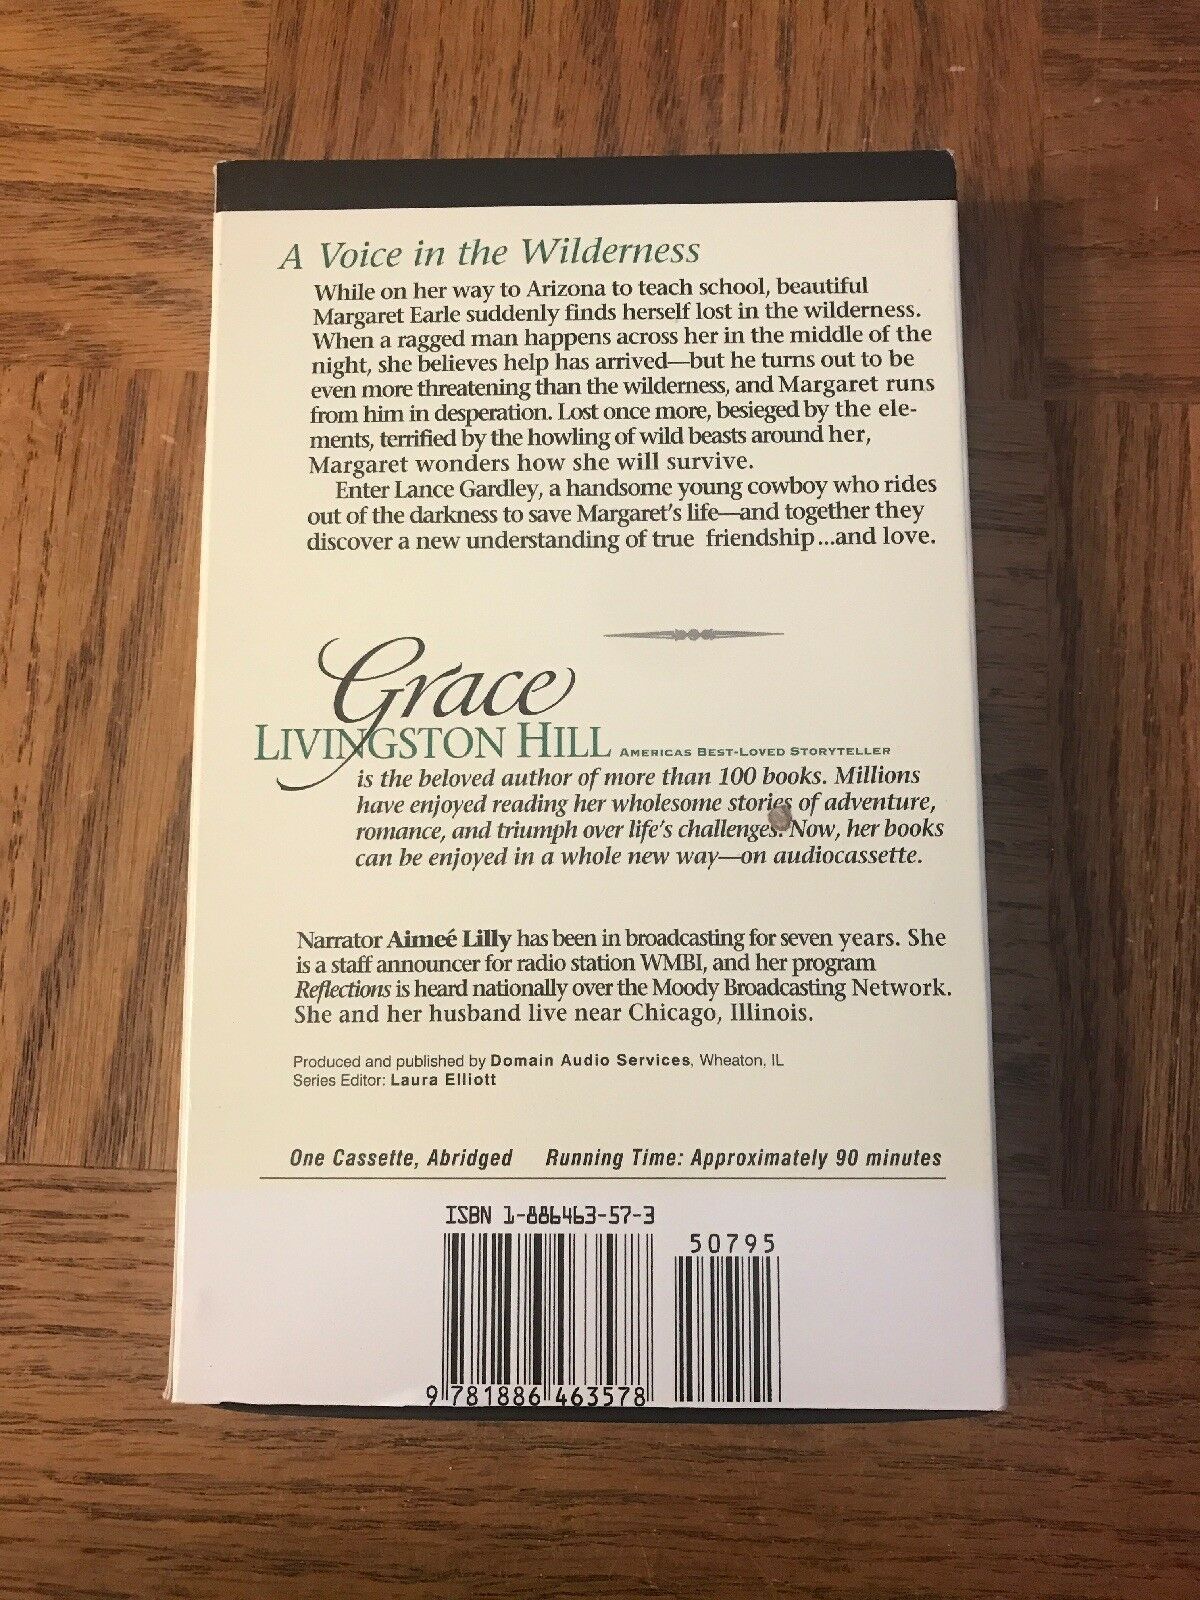 A Voice in the Wilderness
While on her way to Arizona to teach school, beautiful
Margaret Earle suddenly finds herself lost in the wilderness.
When a ragged man happens across her in the middle of the
night, she believes help has arrived—but he turns out to be
even more threatening than the wilderness, and Margaret runs
from him in desperation. Lost once more, besieged by the ele-
ments, terrified by the howling of wild beasts around her,
Margaret wonders how she will survive.
Enter Lance Gardley, a handsome young cowboy who rides
out of the darkness to save Margaret's life—and together they
discover a new understanding of true friendship...and love.
Grace
LIVINGSTON HILL AMERICAS BEST-LOVED STORYTELLER
is the beloved author of more than 100 books. Millions
have enjoyed reading her wholesome stories of adventure,
romance, and triumph over life's challenges. Now, her books
can be enjoyed in a whole new way—on audiocassette.
Narrator Aimeé Lilly has been in broadcasting for seven years. She
is a staff announcer for radio station WMBI, and her program
Reflections is heard nationally over the Moody Broadcasting Network.
She and her husband live near Chicago, Illinois.
Produced and published by Domain Audio Services, Wheaton, IL
Series Editor: Laura Elliott
One Cassette, Abridged Running Time: Approximately 90 minutes
ISBN 1-886463-57-3
50795
9 781886 463578